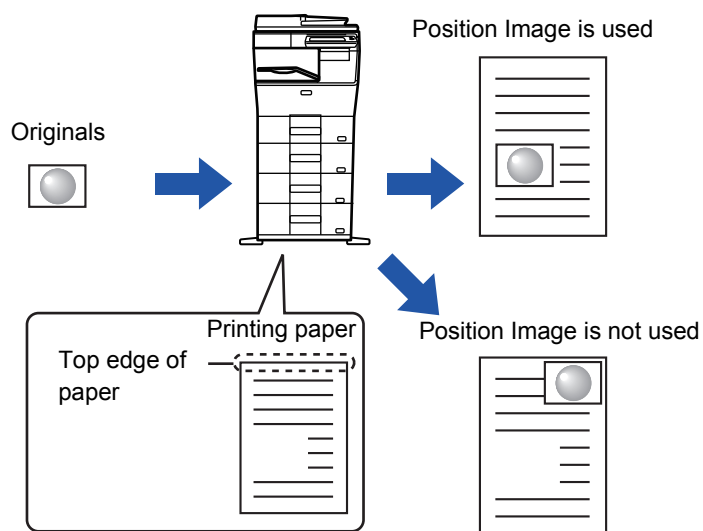 Position Image is used
Originals
Printing paper
Top edge of
paper
Position Image is not used